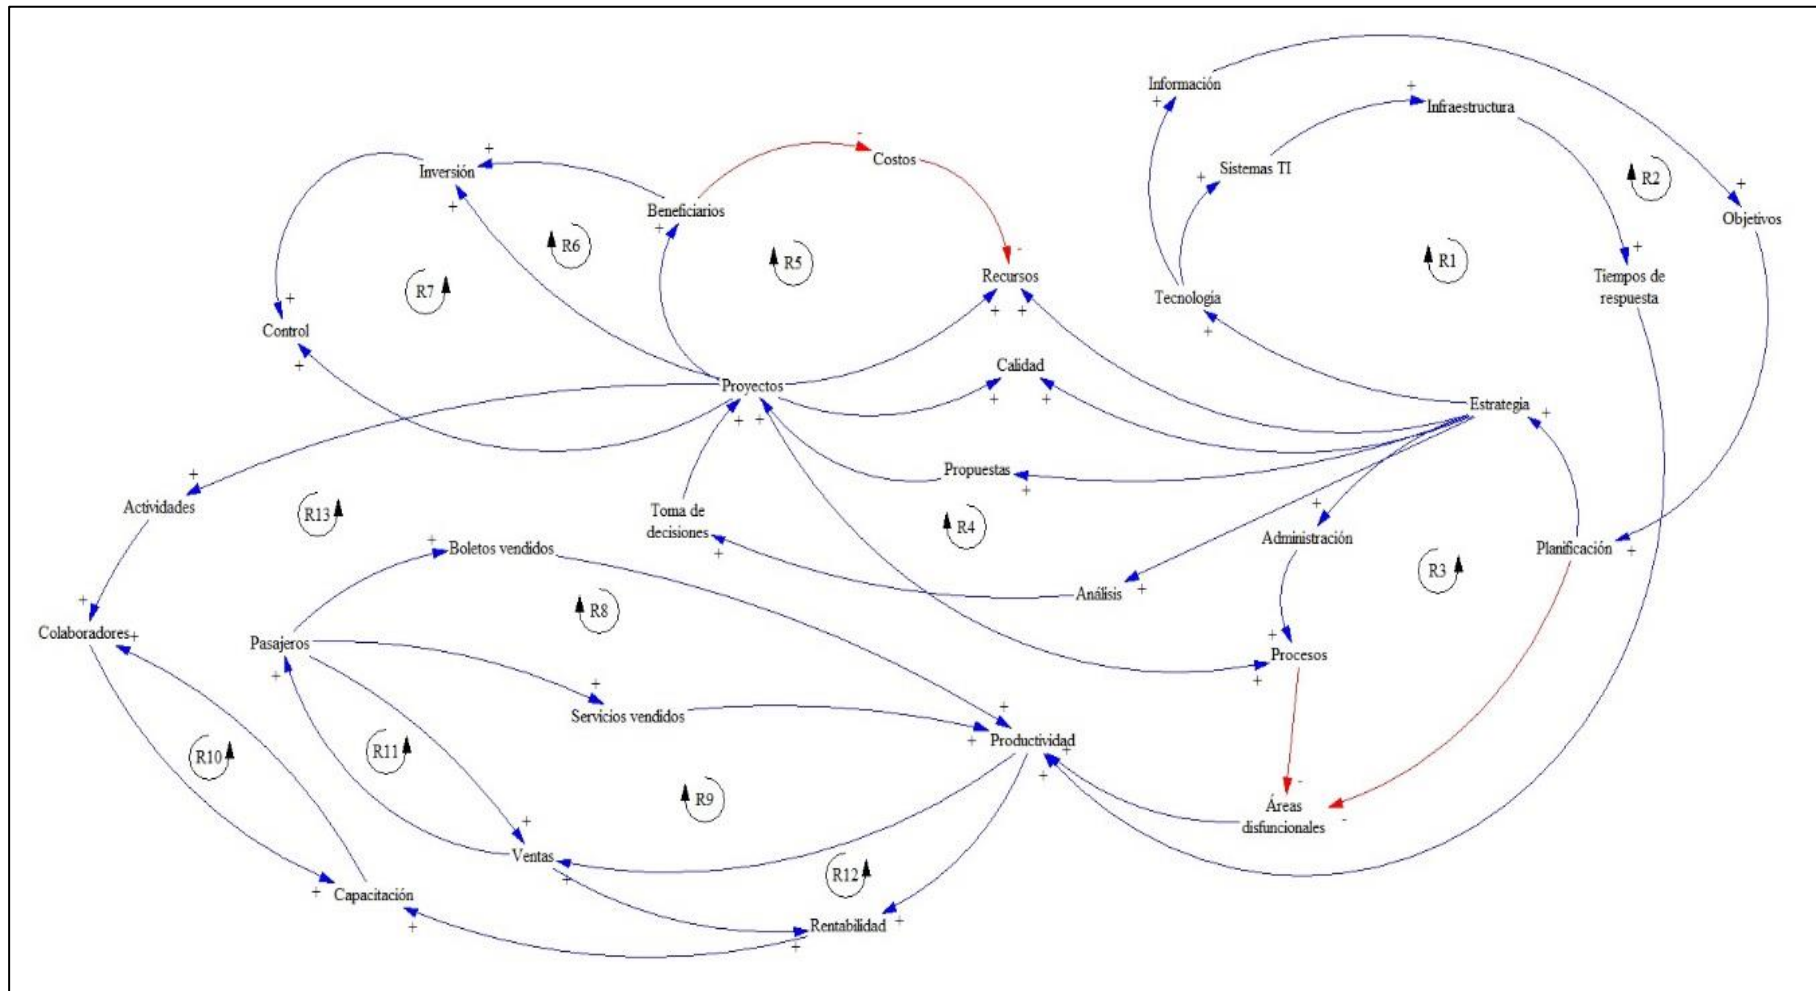 Información
+
+
Infraestructura
-
Costos
+
Inversión
+
Sistemas TI
+
R2
+
+
Beneficiarios
+
Objetivos
R6
R5
R1
+
Tiempos de
respuesta
-
Recursos
R7
+
Control
+
+
+
Tecnología
+
Calidad
+
+
Proyectos
Estrategia
+
+
+
Propuestas
+
+
Actividades
R13
Toma de
decisiones
+
R4
+
Administración
Planificación
+
+
Boletos vendidos
R3
Análisis
+
+
Colaboradores
+
R8
Pasajeros
+
+
Procesos
+
+
Servicios vendidos
+
+
Productividad
+
+
R10
R11
R9
-
Áreas
disfuncionales
-
+
Ventas
+
R12
+
Capacitación
+
Rentabilidad
+
+